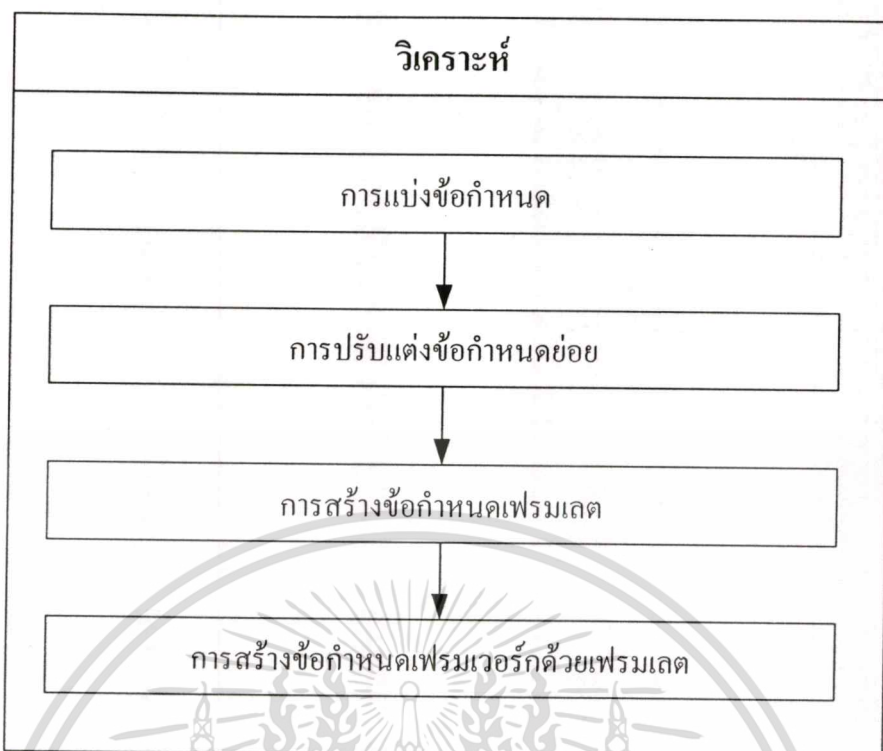 วิเคราะห์
การแบ่งข้อกำหนด
การปรับแต่งข้อกำหนดย่อย
การสร้างข้อกำหนดเฟรมเลต
การสร้างข้อกำหนดเฟรมเวอร์กด้วยเฟรมเลต